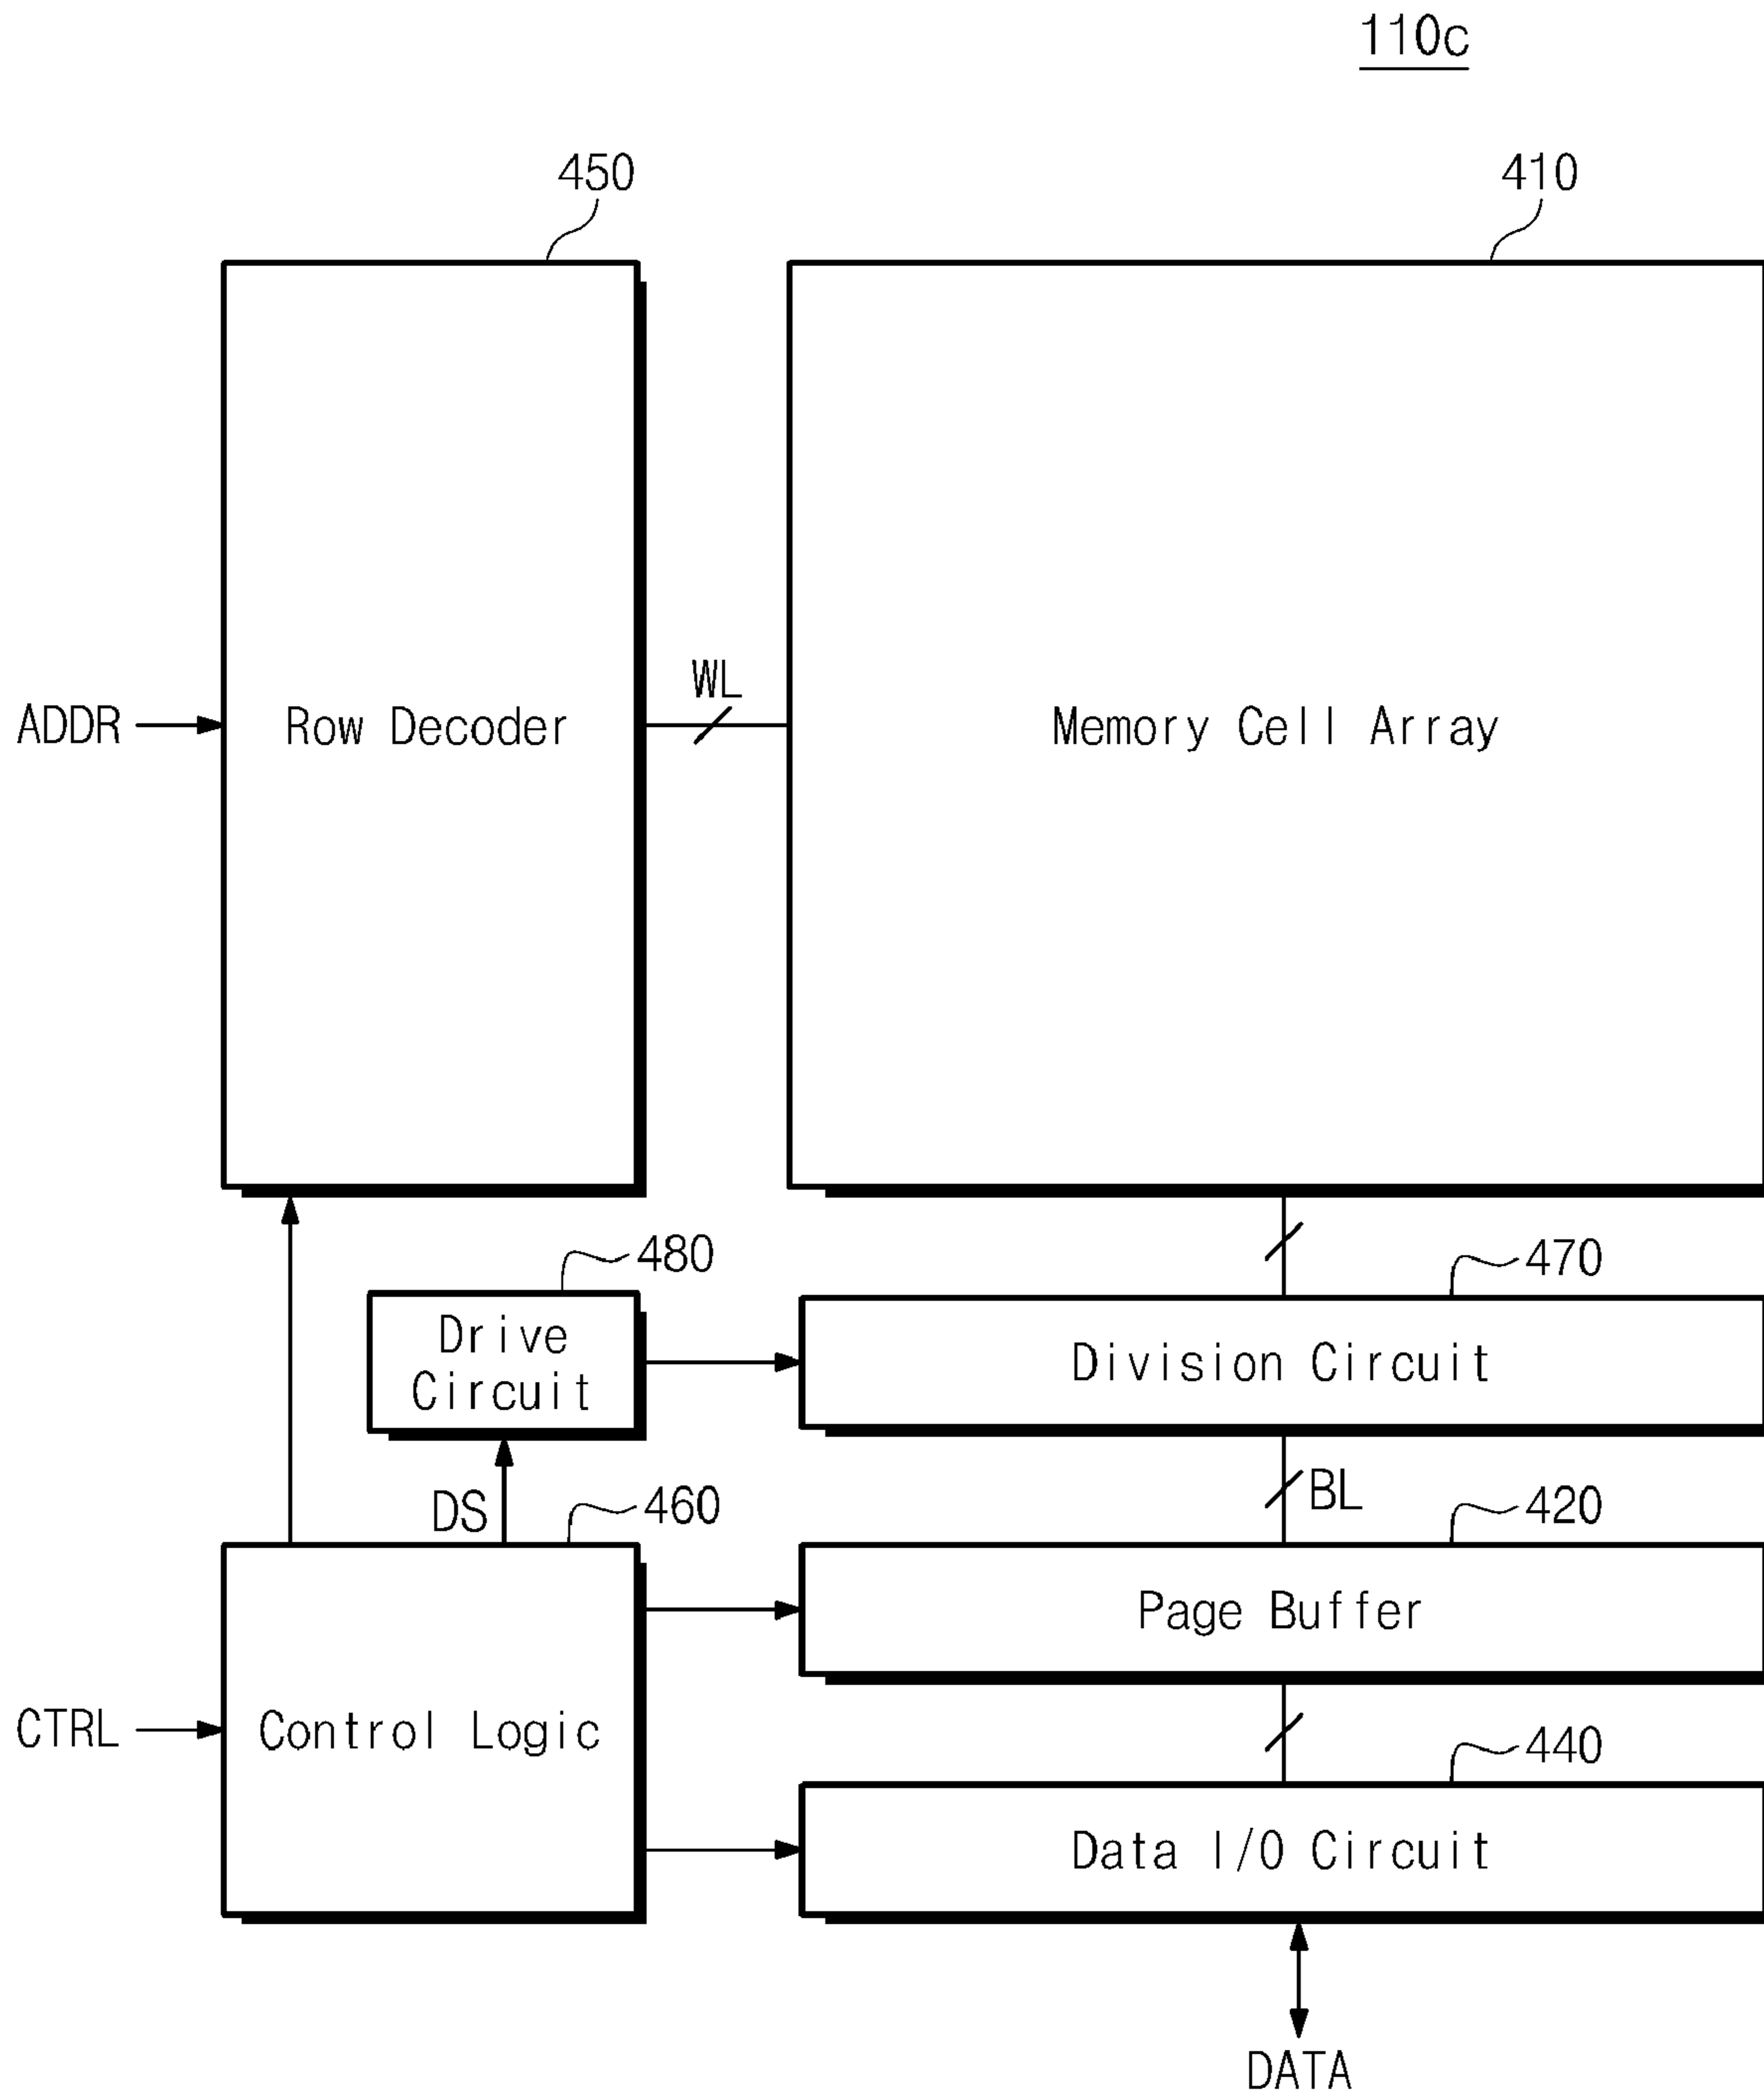 110c
450
410
ADDR
Row Decoder
WL
Memory Cell Array
480
470
Drive
Circuit
Division Circuit
DS
460
BL
420
Page Buffer
CTRL
Control Logic
440
Data I/O Circuit
DATA